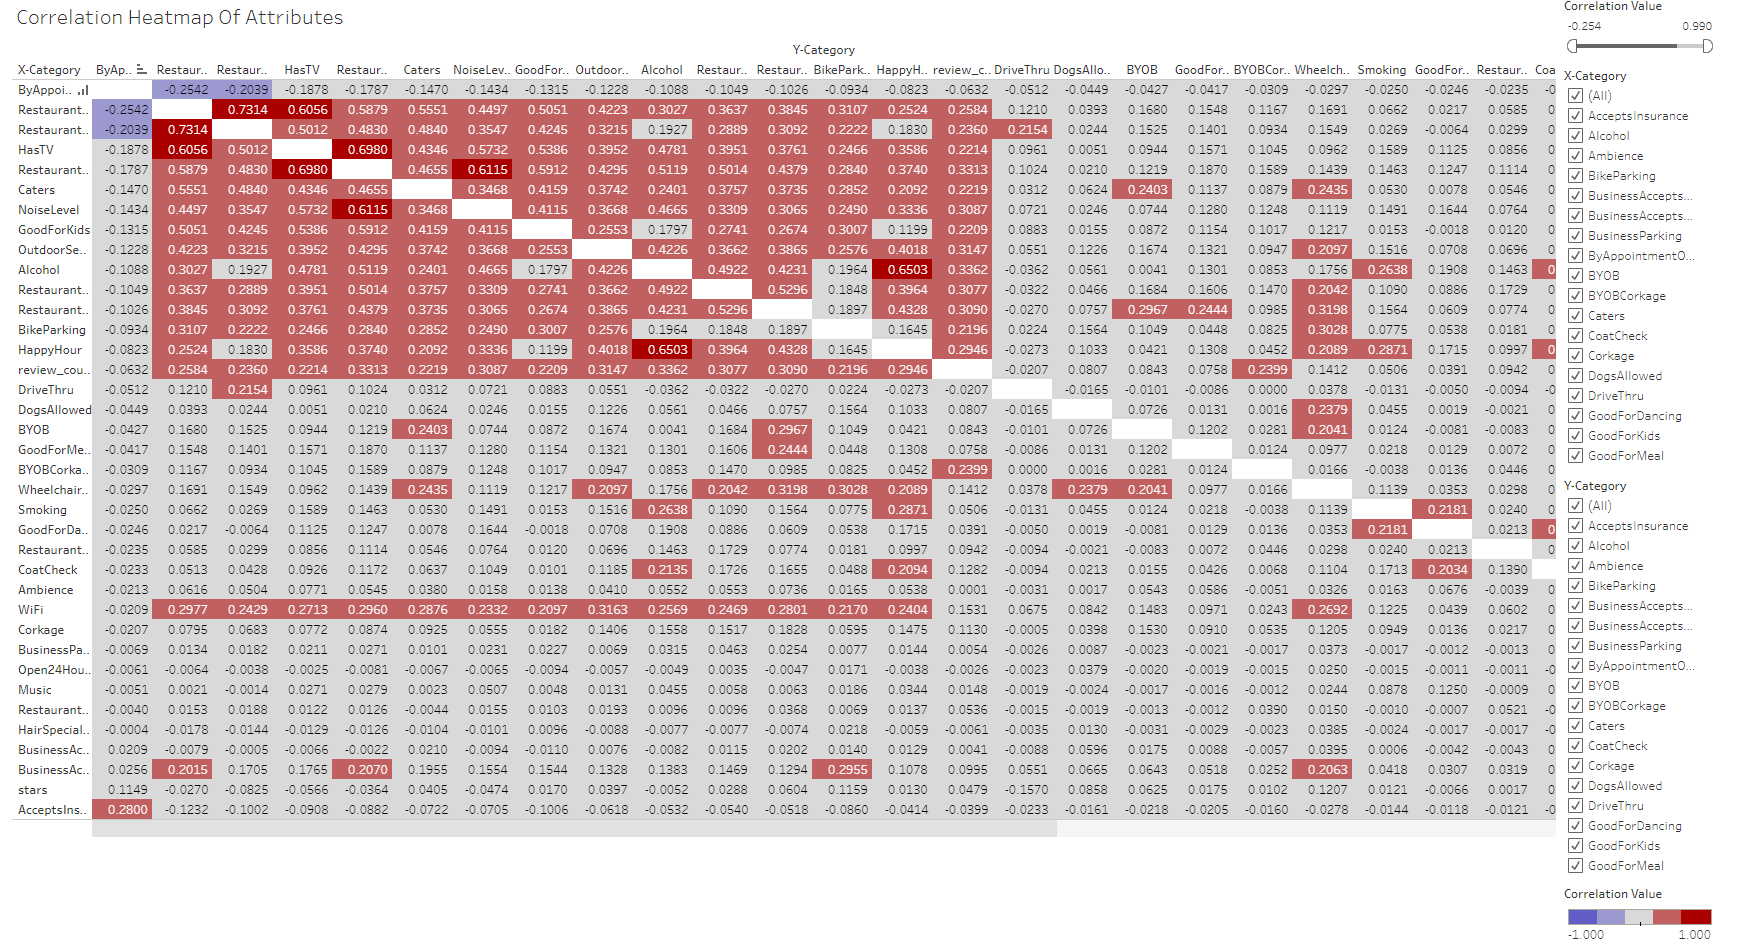 Correlation Heatmap Of Attributes
Y-Category
X-Category ByAp.. Restaur.. Restaur.. HasTV Restaur.. Caters NoiseLev.. GoodFor.. Outdoor.. Alcohol Restaur.. Restaur.. BikePark.. HappyH.. review_c.. DriveThru DogsAllo.. BYOB GoodFor.. BYOBCor.. Wheelch.. Smoking GoodFor.. Restaur.. Coa
ByAppoi.. -0.2542 -0.2039 -0.1878 -0.1787 -0.1470 -0.1434 -0.1315 -0.1228 -0.1088 -0.1049 -0.1026 -0.0934 -0.0823 -0.0632 -0.0512 -0.0449 -0.0427 -0.0417 -0.0309 -0.0297 -0.0250 -0.0246 -0.0235 -0
Restaurant.. -0.2542 0.7314 0.6056 0.5879 0.5551 0.4497 0.5051 0.4223 0.3027 0.3637 0.3845 0.3107 0.2524 0.2584 0.1210 0.0393 0.1680 0.1548 0.1167 0.1691 0.0662 0.0217 0.0585 0
Restaurant.. -0.2039 0.7314 0.5012 0.4830 0.4840 0.3547 0.4245 0.3215 0.1927 0.2889 0.3092 0.2222 0.1830 0.2360 0.2154 0.0244 0.1525 0.1401 0.0934 0.1549 0.0269 -0.0064 0.0299 0
HasTV -0.1878 0.6056 0.5012 0.6980 0.4346 0.5732 0.5386 0.3952 0.4781 0.3951 0.3761 0.2466 0.3586 0.2214 0.0961 0.0051 0.0944 0.1571 0.1045 0.0962 0.1589 0.1125 0.0856 0
Restaurant.. -0.1787 0.5879 0.4830 0.6980 0.4655 0.6115 0.5912 0.4295 0.5119 0.5014 0.4379 0.2840 0.3740 0.3313 0.1024 0.0210 0.1219 0.1870 0.1589 0.1439 0.1463 0.1247 0.1114 0
Caters -0.1470 0.5551 0.4840 0.4346 0.4655 0.3468 0.4159 0.3742 0.2401 0.3757 0.3735 0.2852 0.2092 0.2219 0.0312 0.0624 0.2403 0.1137 0.0879 0.2435 0.0530 0.0078 0.0546 0
NoiseLevel -0.1434 0.4497 0.3547 0.5732 0.6115 0.3468 0.4115 0.3668 0.4665 0.3309 0.3065 0.2490 0.3336 0.3087 0.0721 0.0246 0.0744 0.1280 0.1248 0.1119 0.1491 0.1644 0.0764 0
GoodForKids -0.1315 0.5051 0.4245 0.5386 0.5912 0.4159 0.4115 0.2553 0.1797 0.2741 0.2674 0.3007 0.1199 0.2209 0.0883 0.0155 0.0872 0.1154 0.1017 0.1217 0.0153 -0.0018 0.0120 0
OutdoorSe.. -0.1228 0.4223 0.3215 0.3952 0.4295 0.3742 0.3668 0.2553 0.4226 0.3662 0.3865 0.2576 0.4018 0.3147 0.0551 0.1226 0.1674 0.1321 0.0947 0.2097 0.1516 0.0708 0.0696 0
Alcohol -0.1088 0.3027 0.1927 0.4781 0.5119 0.2401 0.4665 0.1797 0.4226 0.4922 0.4231 0.1964 0.6503 0.3362 -0.0362 0.0561 0.0041 0.1301 0.0853 0.1756 0.2638 0.1908 0.1463 0
Restaurant.. -0.1049 0.3637 0.2889 0.3951 0.5014 0.3757 0.3309 0.2741 0.3662 0.4922 0.5296 0.1848 0.3964 0.3077 -0.0322 0.0466 0.1684 0.1606 0.1470 0.2042 0.1090 0.0886 0.1729 0
Restaurant.. -0.1026 0.3845 0.3092 0.3761 0.4379 0.3735 0.3065 0.2674 0.3865 0.4231 0.5296 0.1897 0.4328 0.3090 -0.0270 0.0757 0.2967 0.2444 0.0985 0.3198 0.1564 0.0609 0.0774 0
BikeParking -0.0934 0.3107 0.2222 0.2466 0.2840 0.2852 0.2490 0.3007 0.2576 0.1964 0.1848 0.1897 0.1645 0.2196 0.0224 0.1564 0.1049 0.0448 0.0825 0.3028 0.0775 0.0538 0.0181 0
HappyHour -0.0823 0.2524 0.1830 0.3586 0.3740 0.2092 0.3336 0.1199 0.4018 0.6503 0.3964 0.4328 0.1645 0.2946 -0.0273 0.1033 0.0421 0.1308 0.0452 0.2089 0.2871 0.1715 0.0997 0
review_cou.. -0.0632 0.2584 0.2360 0.2214 0.3313 0.2219 0.3087 0.2209 0.3147 0.3362 0.3077 0.3090 0.2196 0.2946 -0.0207 0.0807 0.0843 0.0758 0.2399 0.1412 0.0506 0.0391 0.0942 0
DriveThru -0.0512 0.1210 0.2154 0.0961 0.1024 0.0312 0.0721 0.0883 0.0551 -0.0362 -0.0322 -0.0270 0.0224 -0.0273 -0.0207 -0.0165 -0.0101 -0.0086 0.0000 0.0378 -0.0131 -0.0050 -0.0094 -0
DogsAllowed -0.0449 0.0393 0.0244 0.0051 0.0210 0.0624 0.0246 0.0155 0.1226 0.0561 0.0466 0.0757 0.1564 0.1033 0.0807 -0.0165 0.0726 0.0131 0.0016 0.2379 0.0455 0.0019 -0.0021 0
BYOB -0.0427 0.1680 0.1525 0.0944 0.1219 0.2403 0.0744 0.0872 0.1674 0.0041 0.1684 0.2967 0.1049 0.0421 0.0843 -0.0101 0.0726 0.1202 0.0281 0.2041 0.0124 -0.0081 -0.0083 0
GoodForMe.. -0.0417 0.1548 0.1401 0.1571 0.1870 0.1137 0.1280 0.1154 0.1321 0.1301 0.1606 0.2444 0.0448 0.1308 0.0758 -0.0086 0.0131 0.1202 0.0124 0.0977 0.0218 0.0129 0.0072 0
BYOBCorka.. -0.0309 0.1167 0.0934 0.1045 0.1589 0.0879 0.1248 0.1017 0.0947 0.0853 0.1470 0.0985 0.0825 0.0452 0.2399 0.0000 0.0016 0.0281 0.0124 0.0166 -0.0038 0.0136 0.0446 0
Wheelchair.. -0.0297 0.1691 0.1549 0.0962 0.1439 0.2435 0.1119 0.1217 0.2097 0.1756 0.2042 0.3198 0.3028 0.2089 0.1412 0.0378 0.2379 0.2041 0.0977 0.0166 0.1139 0.0353 0.0298 0
Smoking -0.0250 0.0662 0.0269 0.1589 0.1463 0.0530 0.1491 0.0153 0.1516 0.2638 0.1090 0.1564 0.0775 0.2871 0.0506 -0.0131 0.0455 0.0124 0.0218 -0.0038 0.1139 0.2181 0.0240 0
GoodForDa.. -0.0246 0.0217 -0.0064 0.1125 0.1247 0.0078 0.1644 -0.0018 0.0708 0.1908 0.0886 0.0609 0.0538 0.1715 0.0391 -0.0050 0.0019 -0.0081 0.0129 0.0136 0.0353 0.2181 0.0213 0
Restaurant.. -0.0235 0.0585 0.0299 0.0856 0.1114 0.0546 0.0764 0.0120 0.0696 0.1463 0.1729 0.0774 0.0181 0.0997 0.0942 -0.0094 -0.0021 -0.0083 0.0072 0.0446 0.0298 0.0240 0.0213 0
CoatCheck -0.0233 0.0513 0.0428 0.0926 0.1172 0.0637 0.1049 0.0101 0.1185 0.2135 0.1726 0.1655 0.0488 0.2094 0.1282 -0.0094 0.0213 0.0155 0.0426 0.0068 0.1104 0.1713 0.2034 0.1390
Ambience -0.0213 0.0616 0.0504 0.0771 0.0545 0.0380 0.0158 0.0138 0.0410 0.0552 0.0553 0.0736 0.0165 0.0538 0.0001 -0.0031 0.0017 0.0543 0.0586 -0.0051 0.0326 0.0163 0.0676 -0.0039 0
WiFi -0.0209 0.2977 0.2429 0.2713 0.2960 0.2876 0.2332 0.2097 0.3163 0.2569 0.2469 0.2801 0.2170 0.2404 0.1531 0.0675 0.0842 0.1483 0.0971 0.0243 0.2692 0.1225 0.0439 0.0602 0
Corkage -0.0207 0.0795 0.0683 0.0772 0.0874 0.0925 0.0555 0.0182 0.1406 0.1558 0.1517 0.1828 0.0595 0.1475 0.1130 -0.0005 0.0398 0.1530 0.0910 0.0535 0.1205 0.0949 0.0136 0.0217 0
BusinessPa.. -0.0069 0.0134 0.0182 0.0211 0.0271 0.0101 0.0231 0.0227 0.0069 0.0315 0.0463 0.0254 0.0077 0.0144 0.0054 -0.0026 0.0087 -0.0023 -0.0021 -0.0017 0.0373 -0.0017 -0.0012 -0.0013 0
Open24Hou.. -0.0061 -0.0064 -0.0038 -0.0025 -0.0081 -0.0067 -0.0065 -0.0094 -0.0057 -0.0049 0.0035 -0.0047 0.0171 -0.0038 -0.0026 -0.0023 0.0379 -0.0020 -0.0019 -0.0015 0.0250 -0.0015 -0.0011 -0.0011 -0
Music -0.0051 0.0021 -0.0014 0.0271 0.0279 0.0023 0.0507 0.0048 0.0131 0.0455 0.0058 0.0063 0.0186 0.0344 0.0148 -0.0019 -0.0024 -0.0017 -0.0016 -0.0012 0.0244 0.0878 0.1250 -0.0009 0
Restaurant.. -0.0040 0.0153 0.0188 0.0122 0.0126 -0.0044 0.0155 0.0103 0.0193 0.0096 0.0096 0.0368 0.0069 0.0137 0.0536 -0.0015 -0.0019 -0.0013 -0.0012 0.0390 0.0150 -0.0010 -0.0007 0.0521 -0
HairSpecial.. -0.0004 -0.0178 -0.0144 -0.0129 -0.0126 -0.0104 -0.0101 0.0096 -0.0088 -0.0077 -0.0077 -0.0074 0.0218 -0.0059 -0.0061 -0.0035 0.0130 -0.0031 -0.0029 -0.0023 0.0385 -0.0024 -0.0017 -0.0017 -0
BusinessAc.. 0.0209 -0.0079 -0.0005 -0.0066 -0.0022 0.0210 -0.0094 -0.0110 0.0076 -0.0082 0.0115 0.0202 0.0140 0.0129 0.0041 -0.0088 0.0596 0.0175 0.0088 -0.0057 0.0395 0.0006 -0.0042 -0.0043 0
BusinessAc.. 0.0256 0.2015 0.1705 0.1765 0.2070 0.1955 0.1554 0.1544 0.1328 0.1383 0.1469 0.1294 0.2955 0.1078 0.0995 0.0551 0.0665 0.0643 0.0518 0.0252 0.2063 0.0418 0.0307 0.0319 0
stars 0.1149 -0.0270 -0.0825 -0.0566 -0.0364 0.0405 -0.0474 0.0170 0.0397 -0.0052 0.0288 0.0604 0.1159 0.0130 0.0479 -0.1570 0.0858 0.0625 0.0175 0.0102 0.1207 0.0121 -0.0066 0.0017 0
AcceptsIns.. 0.2800 -0.1232 -0.1002 -0.0908 -0.0882 -0.0722 -0.0705 -0.1006 -0.0618 -0.0532 -0.0540 -0.0518 -0.0860 -0.0414 -0.0399 -0.0233 -0.0161 -0.0218 -0.0205 -0.0160 -0.0278 -0.0144 -0.0118 -0.0121 -0
Correlation Value
-0.254 0.990
X-Category
(All)
AcceptsInsurance
Alcohol
Ambience
BikeParking
BusinessAccepts...
BusinessAccepts...
BusinessParking
ByAppointmentO...
BYOB
BYOBCorkage
Caters
CoatCheck
Corkage
DogsAllowed
DriveThru
GoodForDancing
GoodForKids
GoodForMeal
Y-Category
(All)
AcceptsInsurance
Alcohol
Ambience
BikeParking
BusinessAccepts...
BusinessAccepts...
BusinessParking
ByAppointmentO...
BYOB
BYOBCorkage
Caters
CoatCheck
Corkage
DogsAllowed
DriveThru
GoodForDancing
GoodForKids
GoodForMeal
Correlation Value
-1.000 1.000